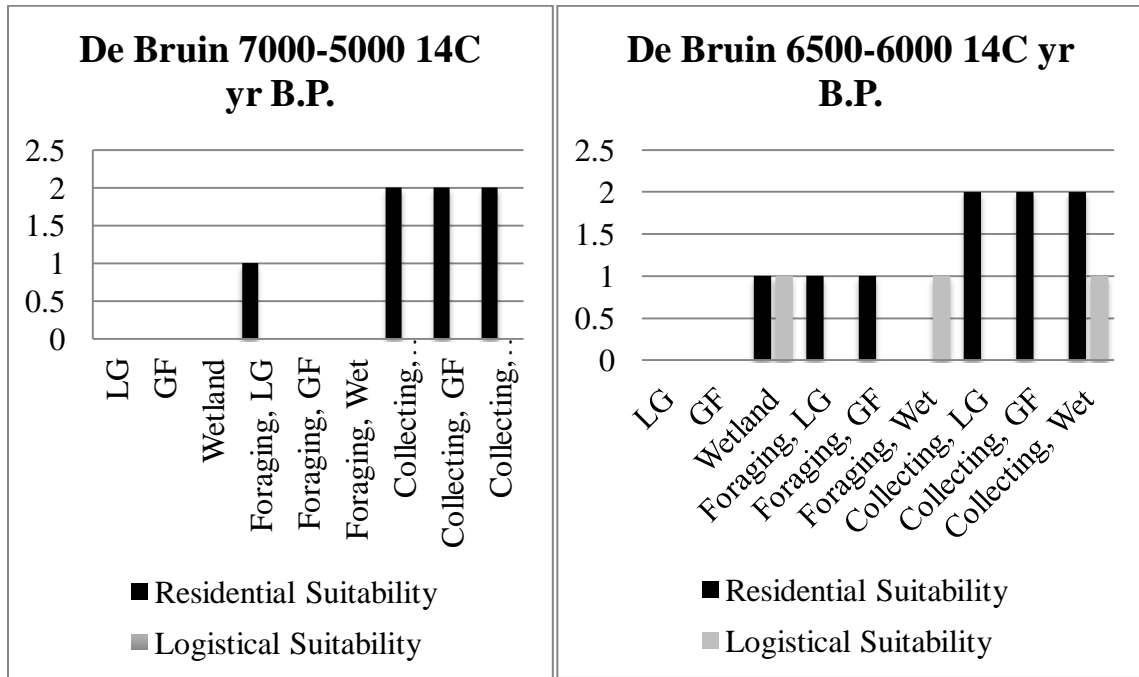 De Bruin 7000-5000 14C
yr B.P.
2.5
2
1.5
1
0.5
0
LG
GF
Wetland
Foraging, LG
Foraging, GF
Foraging, Wet
Collecting,…
Collecting, GF
Collecting,…
Residential Suitability
Logistical Suitability
De Bruin 6500-6000 14C yr
B.P.
2.5
2
1.5
1
0.5
0
LG
GF
Wetland
Foraging, LG
Foraging, GF
Foraging, Wet
Collecting, LG
Collecting, GF
Collecting, Wet
Residential Suitability
Logistical Suitability